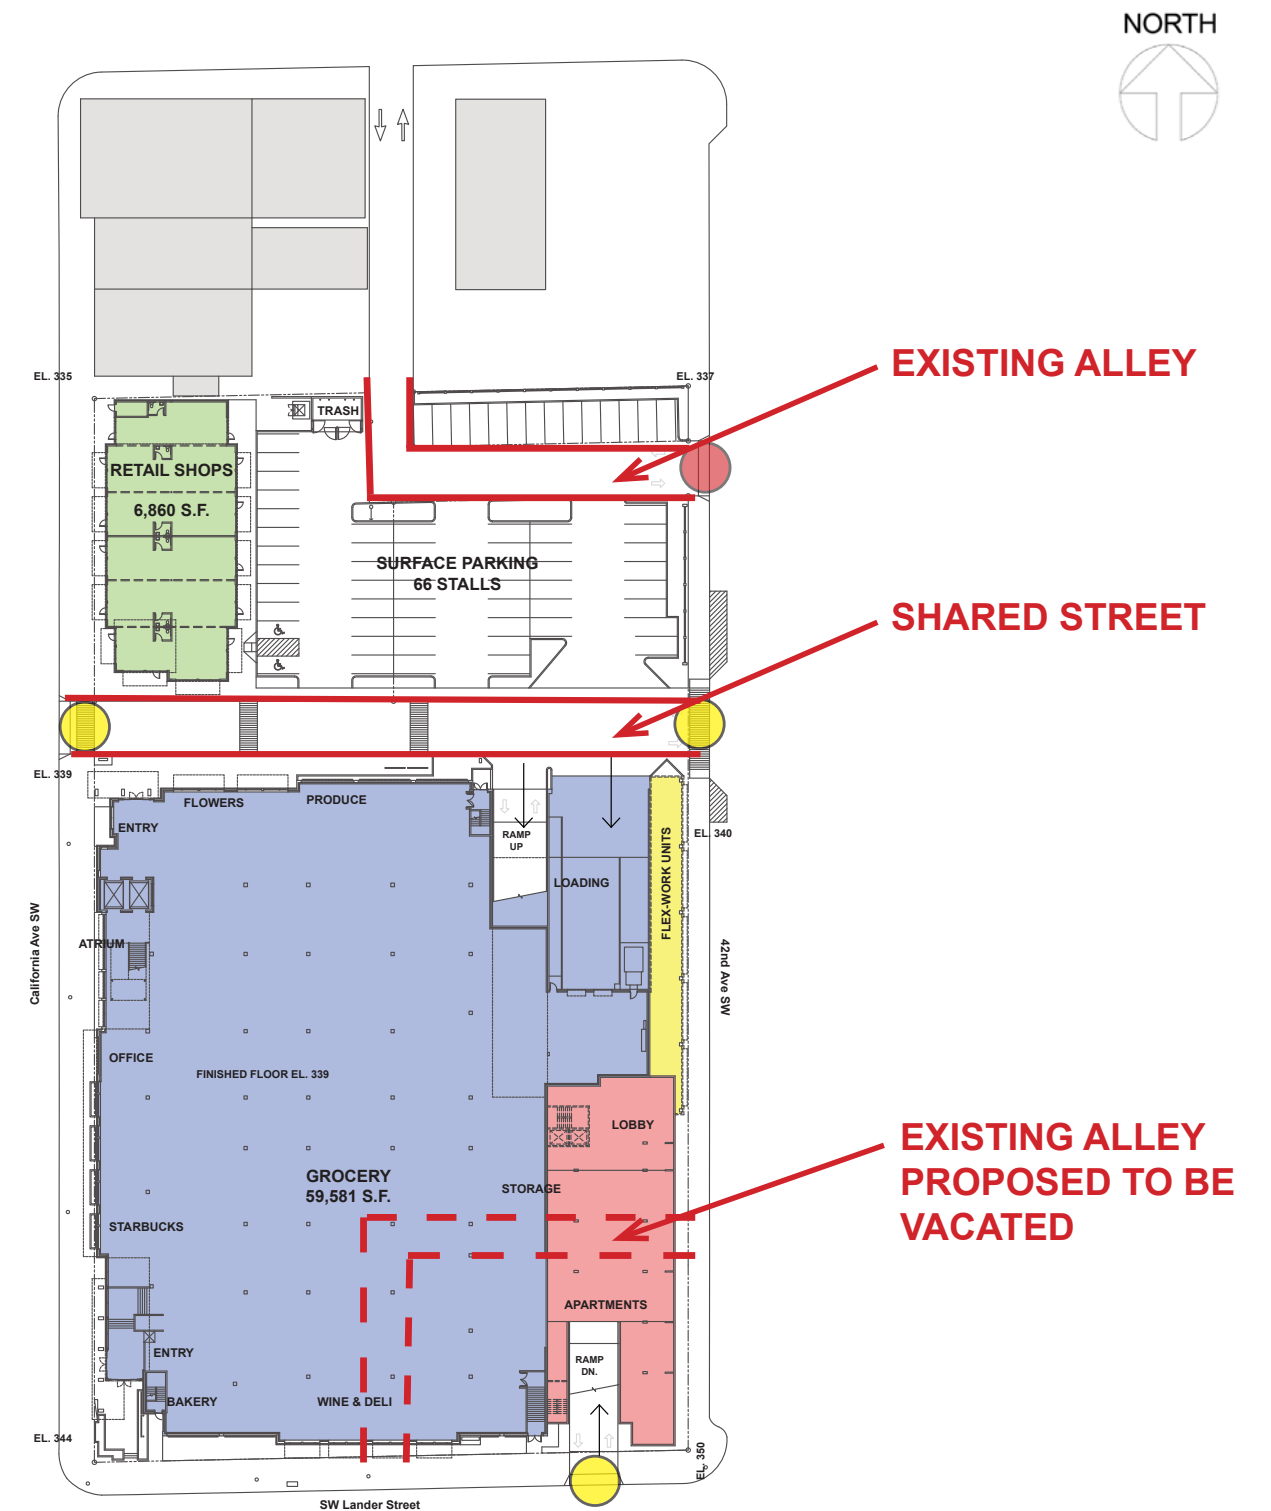 NORTH
EXISTING ALLEY
EL. 335
EL. 337
TRASH
RETAIL SHOPS
6,860 S.F.
SURFACE PARKING
66 STALLS
SHARED STREET
EL. 339
FLOWERS
PRODUCE
ENTRY
RAMP
UP
EL. 340
LOADING
FLEX-WORK UNITS
California Ave SW
ATRIUM
42nd Ave SW
OFFICE
FINISHED FLOOR EL. 339
LOBBY
EXISTING ALLEY
PROPOSED TO BE
VACATED
GROCERY
59,581 S.F.
STORAGE
STARBUCKS
APARTMENTS
ENTRY
RAMP
DN.
BAKERY
WINE & DELI
EL. 344
EL. 350
SW Lander Street